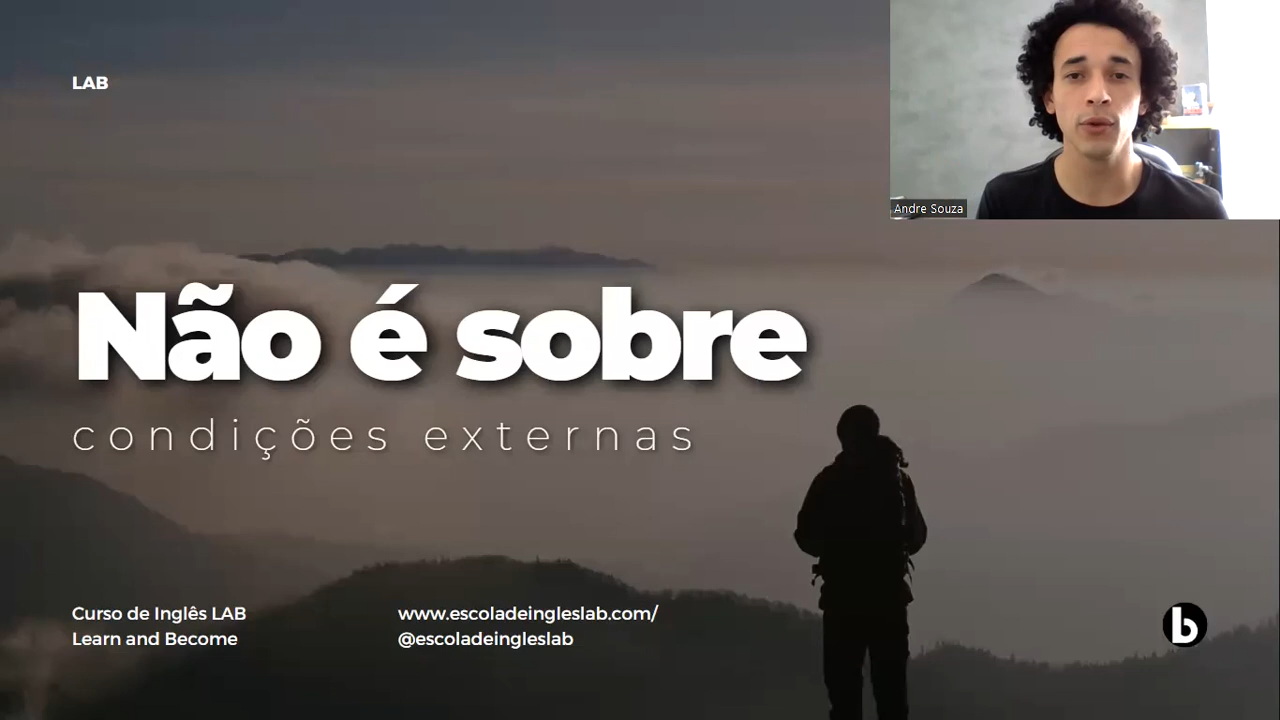 LAB
Andre Souza
Não é sobre
condições externas
Curso de Inglês LAB
Learn and Become
www.escoladeingleslab.com/
@escoladeingleslab
b